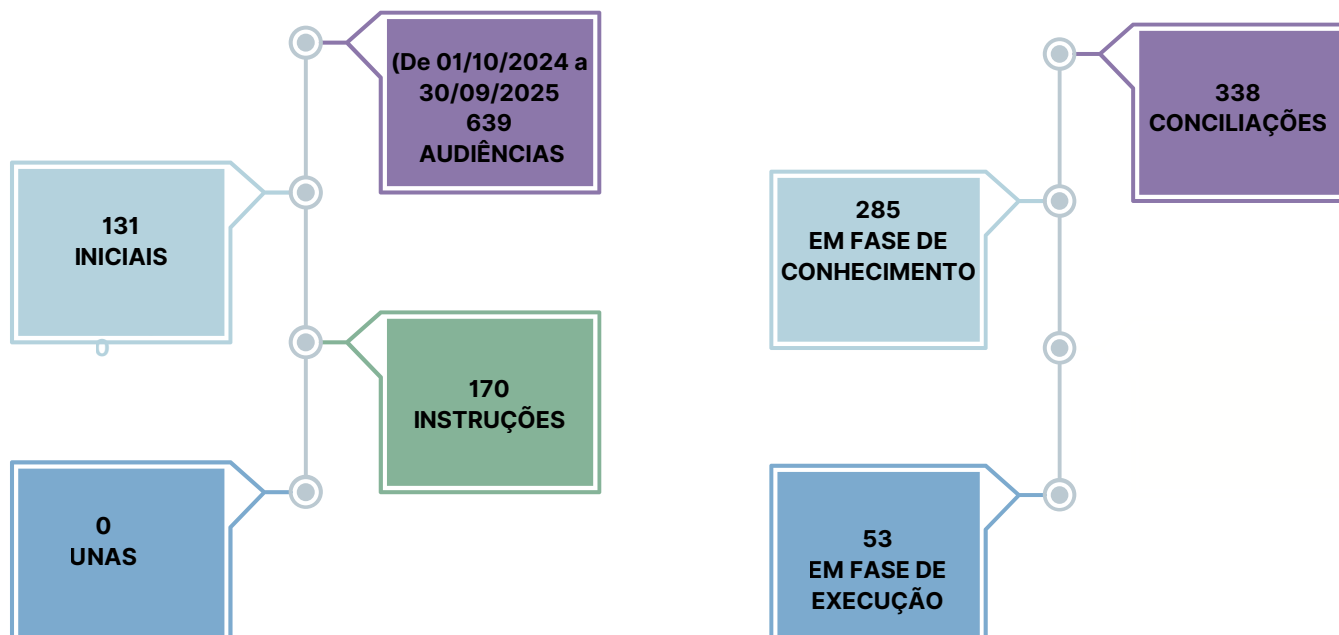 (De 01/10/2024 a
30/09/2025
639
AUDIÊNCIAS
131
INICIAIS
0
170
INSTRUÇÕES
0
UNAS
338
CONCILIAÇÕES
285
EM FASE DE
CONHECIMENTO
53
EM FASE DE
EXECUÇÃO